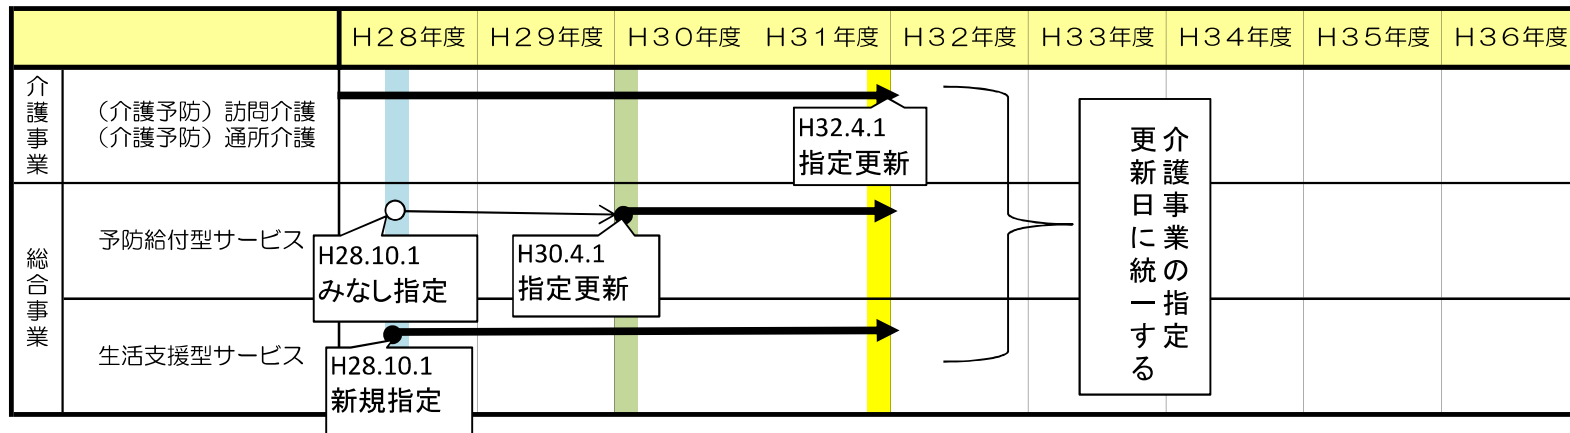 H28年度 H29年度 H30年度 H31年度 H32年度 H33年度 H34年度 H35年度 H36年度
介護事業
(介護予防)訪問介護
(介護予防)通所介護
H32.4.1
指定更新
総合事業
予防給付型サービス
H28.10.1
みなし指定
H30.4.1
指定更新
生活支援型サービス
H28.10.1
新規指定
介護事業の指定
更新日に統一する